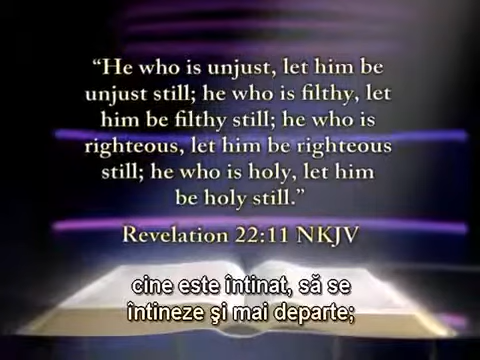 “He who is unjust, let him be
unjust still; he who is filthy, let
him be filthy still; he who is
righteous, let him be righteous
still; he who is holy, let him
be holy still.”
Revelation 22:11 NKJV
cine este întinat, să se
întineze şi mai departe;